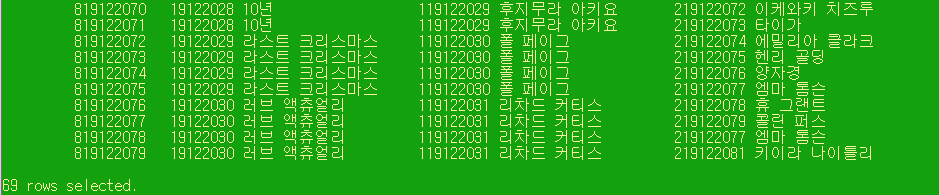 819122070 19122028 10년 119122029 후지무라 아키요 219122072 이케와키 치즈루
819122071 19122028 10년 119122029 후지무라 아키요 219122073 타이가
819122072 19122029 라스트 크리스마스 119122030 폴 페이그 219122074 에밀리아 클라크
819122073 19122029 라스트 크리스마스 119122030 폴 페이그 219122075 헨리 골딩
819122074 19122029 라스트 크리스마스 119122030 폴 페이그 219122076 양자경
819122075 19122029 라스트 크리스마스 119122030 폴 페이그 219122077 엠마 톰슨
819122076 19122030 러브 액츄얼리 119122031 리차드 커티스 219122078 휴 그랜트
819122077 19122030 러브 액츄얼리 119122031 리차드 커티스 219122079 콜린 퍼스
819122078 19122030 러브 액츄얼리 119122031 리차드 커티스 219122077 엠마 톰슨
819122079 19122030 러브 액츄얼리 119122031 리차드 커티스 219122081 키이라 나이틀리
69 rows selected.